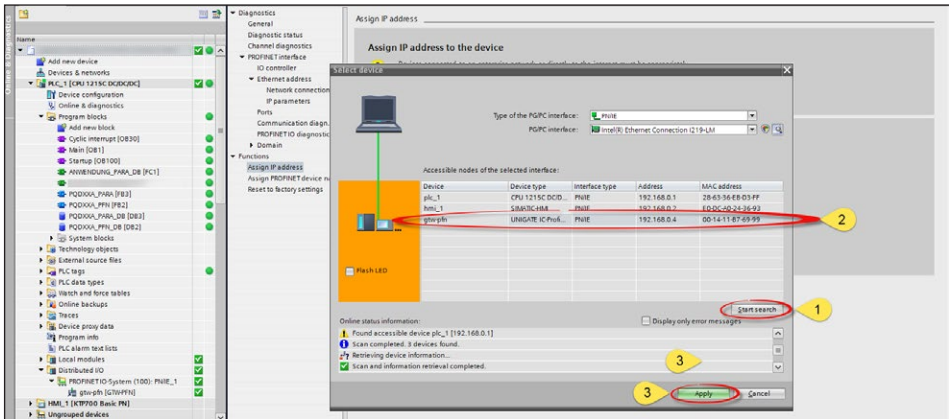 Online & Diagnostics
Name
Add new device
Devices & networks
PLC_1 [CPU 1215C DC/DC/DC]
Device configuration
Online & diagnostics
Program blocks
Add new block
Cyclic interrupt [OB30]
Main [OB1]
Startup [OB100]
ANWENDUNG_PARA_DB [FC1]
PQDXXA_PARA [FB3]
PQDXXA_PFN [FB2]
PQDXXA_PARA_DB [DB3]
PQDXXA_PFN_DB [DB2]
System blocks
Technology objects
External source files
PLC tags
PLC data types
Watch and force tables
Online backups
Traces
Device proxy data
Program info
PLC alarm text lists
Local modules
Distributed I/O
PROFINET IO-System (100): PN/IE_1
gtw-pfn [GTW-PFN]
HMI_1 [KTP700 Basic PN]
Ungrouped devices
Diagnostics
General
Diagnostic status
Channel diagnostics
PROFINET interface
IO controller
Ethernet address
Network connection
IP parameters
Ports
Communication diagn.
PROFINET IO diagnostic
Domain
Functions
Assign IP address
Assign PROFINET device n
Reset to factory settings
Assign IP address
Assign IP address to the device
Select device
Type of the PG/PC interface: PN/IE
PG/PC interface: Intel(R) Ethernet Connection I219-LM
Accessible nodes of the selected interface:
Device Device type Interface type Address MAC address
plc_1 CPU 1215C DC/D... PN/IE 192.168.0.1 28-63-36-E8-D3-FF
hmi_1 SIMATIC-HMI PN/IE 192.168.0.2 E0-DC-A0-24-36-93
gtw-pfn UNIGATE IC-Profi... PN/IE 192.168.0.4 00-14-11-87-69-99
2
Flash LED
Start search
1
Online status information:
Display only error messages
Found accessible device plc_1 [192.168.0.1]
Scan completed. 3 devices found.
Retrieving device information...
Scan and information retrieval completed.
3
3
Apply
Cancel